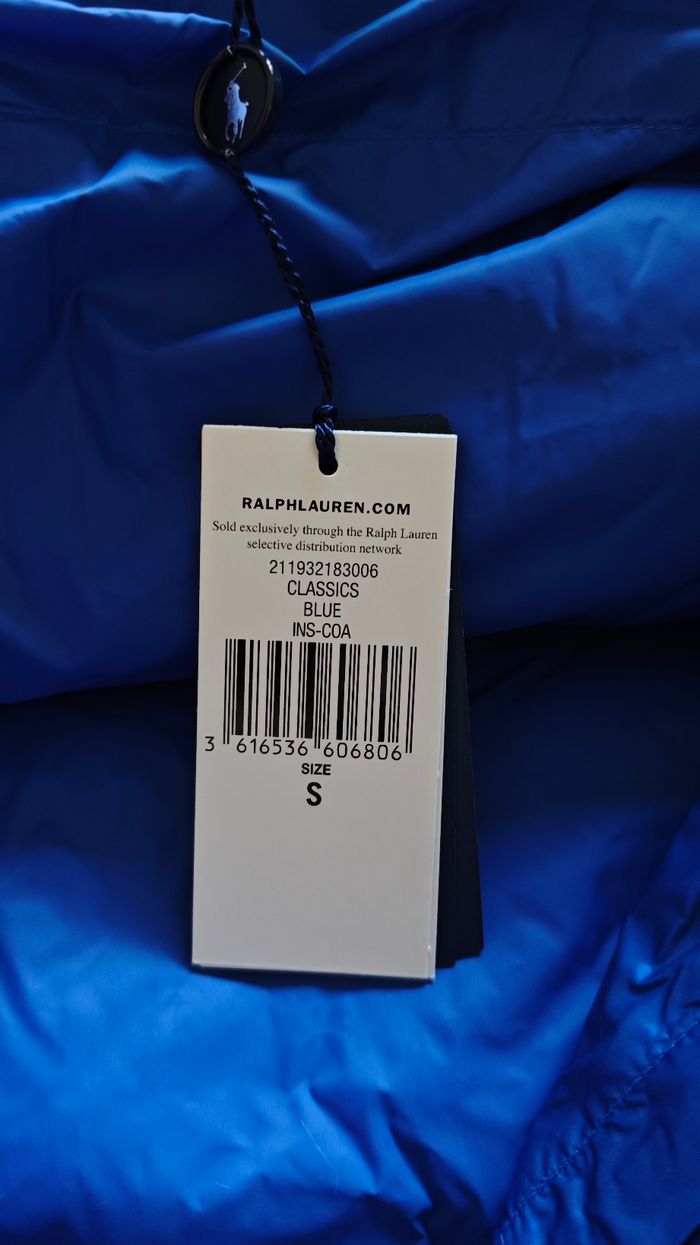 RALPHLAUREN.COM
Sold exclusively through the Ralph Lauren
selective distribution network
211932183006
CLASSICS
BLUE
INS-COA
3 616536 606806
SIZE
S